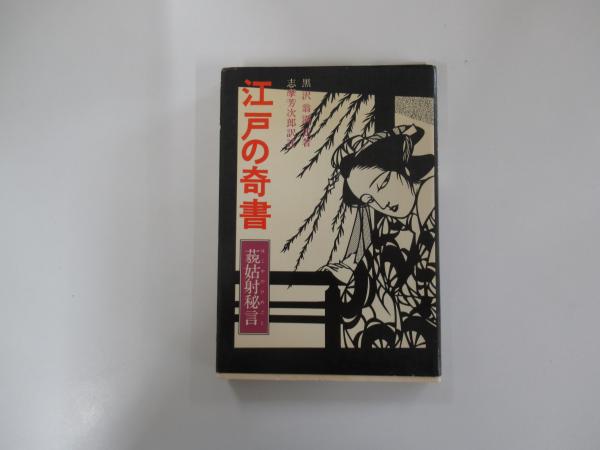 黒沢翁満著
志摩芳次郎訳
江戸の奇書
藐姑射秘言